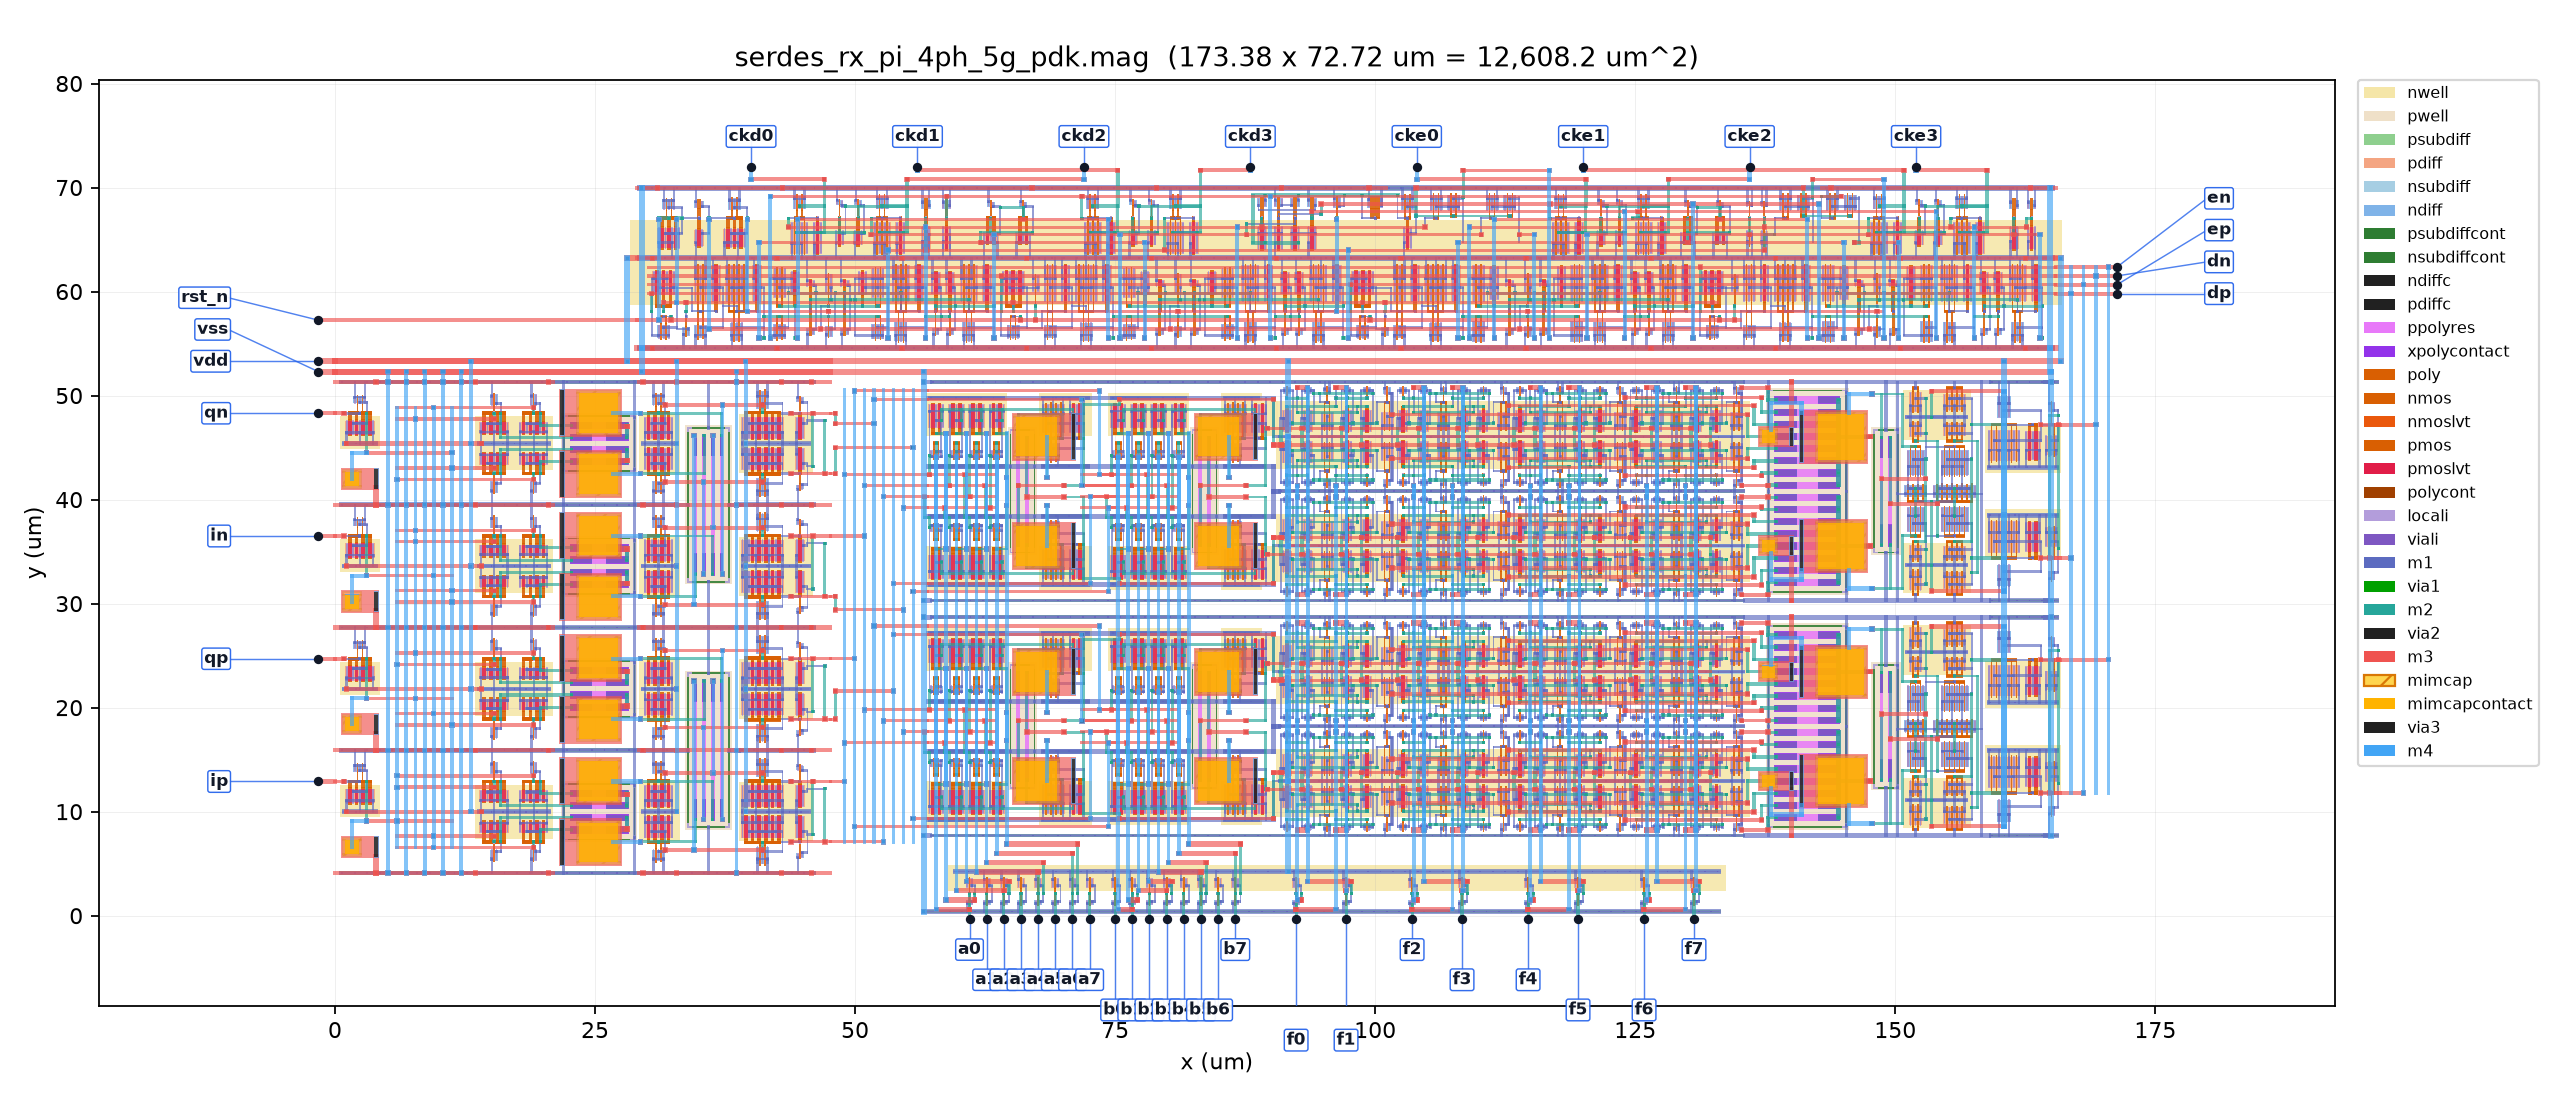 serdes_rx_pi_4ph_5g_pdk.mag (173.38 x 72.72 um = 12,608.2 um^2)
80
70
60
50
40
30
20
10
0
y (um)
ckd0 ckd1 ckd2 ckd3 cke0 cke1 cke2 cke3
rst_n
vss
vdd
qn
in
qp
ip
en
ep
dn
dp
a0 b7 f2 f7
a7 f3 f4
b6 f5 f6
f0 f1
0 25 50 75 100 125 150 175
x (um)
nwell
pwell
psubdiff
pdiff
nsubdiff
ndiff
psubdiffcont
nsubdiffcont
ndiffc
pdiffc
ppolyres
xpolycontact
poly
nmos
nmoslvt
pmos
pmoslvt
polycont
locali
viali
m1
via1
m2
via2
m3
mimcap
mimcapcontact
via3
m4